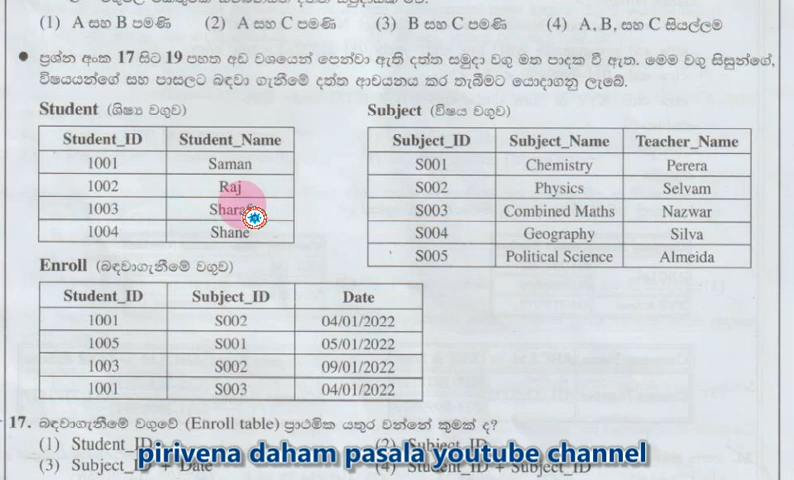 (1) A සහ B පමණි (2) A සහ C පමණි (3) B සහ C පමණි (4) A, B, සහ C සියල්ලම
• ප්‍රශ්න අංක 17 සිට 19 පහත අඩ වශයෙන් පෙන්වා ඇති දත්ත සමුදා වගු මත පාදක වී ඇත. මෙම වගු සිසුන්ගේ,
විෂයයන්ගේ සහ පාසලට බඳවා ගැනීමේ දත්ත ආචයනය කර තැබීමට යොදාගනු ලැබේ.
Student (ශිෂ්‍ය වගුව)
Student_ID Student_Name
1001 Saman
1002 Raj
1003
1004 Shane
Subject (විෂය වගුව)
Subject_ID Subject_Name Teacher_Name
S001 Chemistry Perera
S002 Physics Selvam
S003 Combined Maths Nazwar
S004 Geography Silva
S005 Political Science Almeida
Enroll (බඳවාගැනීමේ වගුව)
Student_ID Subject_ID Date
1001 S002 04/01/2022
1005 S001 05/01/2022
1003 S002 09/01/2022
1001 S003 04/01/2022
17. බඳවාගැනීමේ වගුවේ (Enroll table) ප්‍රාථමික යතුර වන්නේ කුමක් ද?
(1) Student_ID (2) Subject_ID
(3) Subject_ID + Date (4) Student_ID + Subject_ID
pirivena daham pasala youtube channel